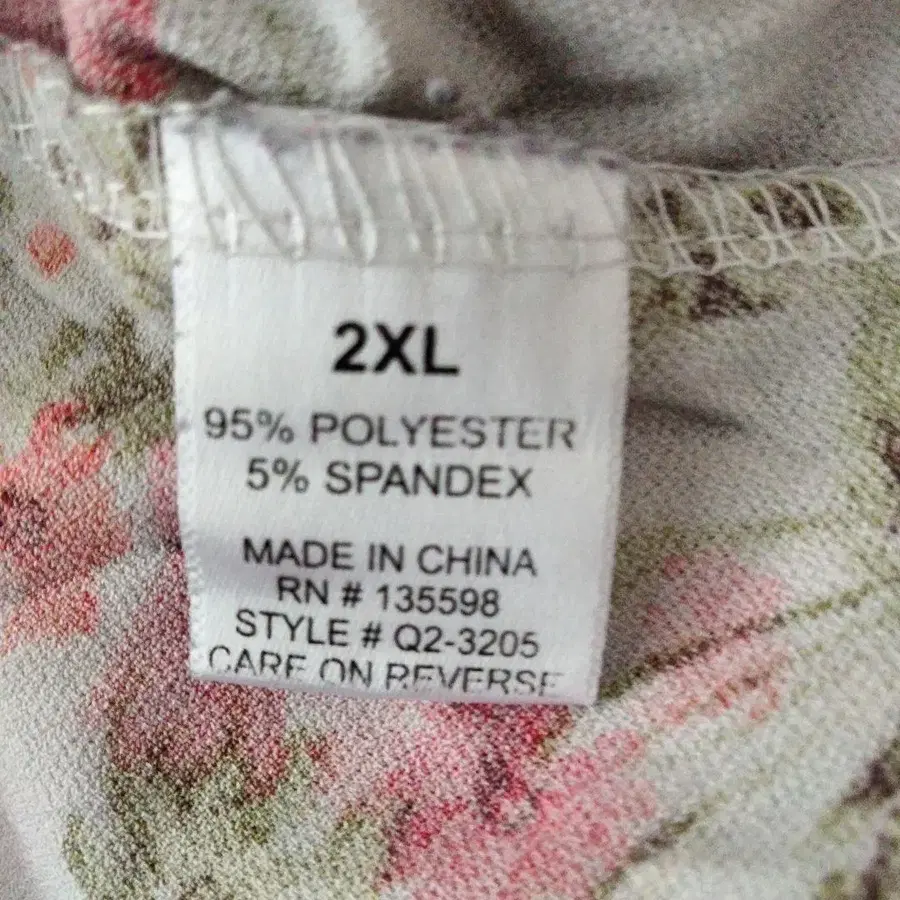 2XL
95% POLYESTER
5% SPANDEX
MADE IN CHINA
RN # 135598
STYLE # Q2-3205
CARE ON REVERSE